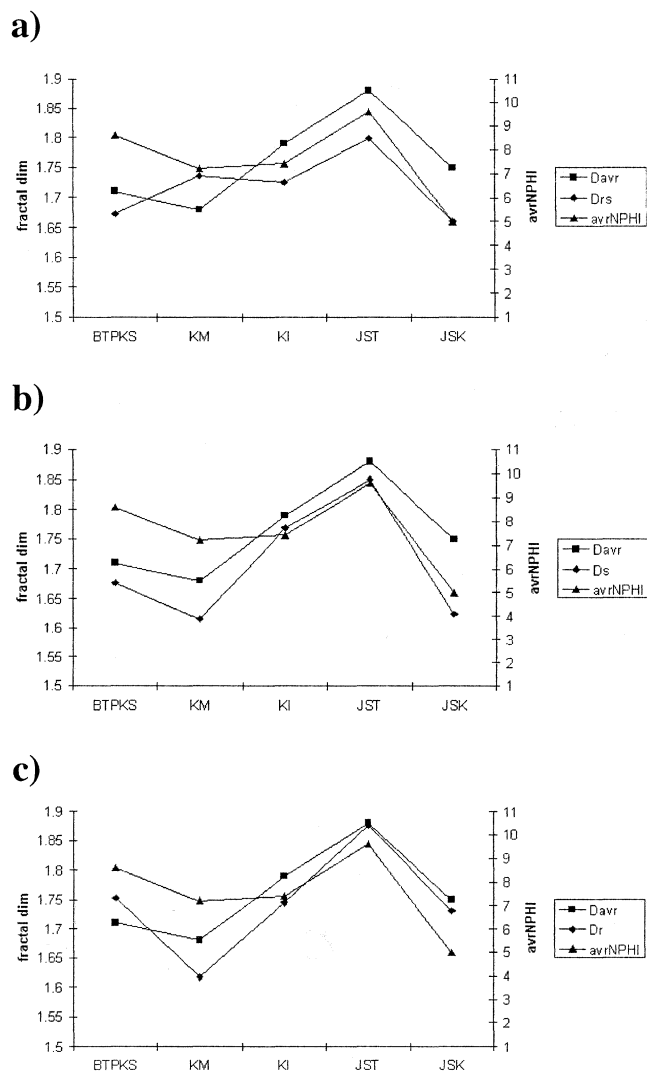 a)
1.9
1.85
1.8
1.75
1.7
1.65
1.6
1.55
1.5
fractal dim
11
10
9
8
7
6
5
4
3
2
1
avrNPHI
BTPKS KM KI JST JSK
Davr
Drs
avrNPHI
b)
1.9
1.85
1.8
1.75
1.7
1.65
1.6
1.55
1.5
fractal dim
11
10
9
8
7
6
5
4
3
2
1
avrNPHI
BTPKS KM KI JST JSK
Davr
Ds
avrNPHI
c)
1.9
1.85
1.8
1.75
1.7
1.65
1.6
1.55
1.5
fractal dim
11
10
9
8
7
6
5
4
3
2
1
avrNPHI
BTPKS KM KI JST JSK
Davr
Dr
avrNPHI